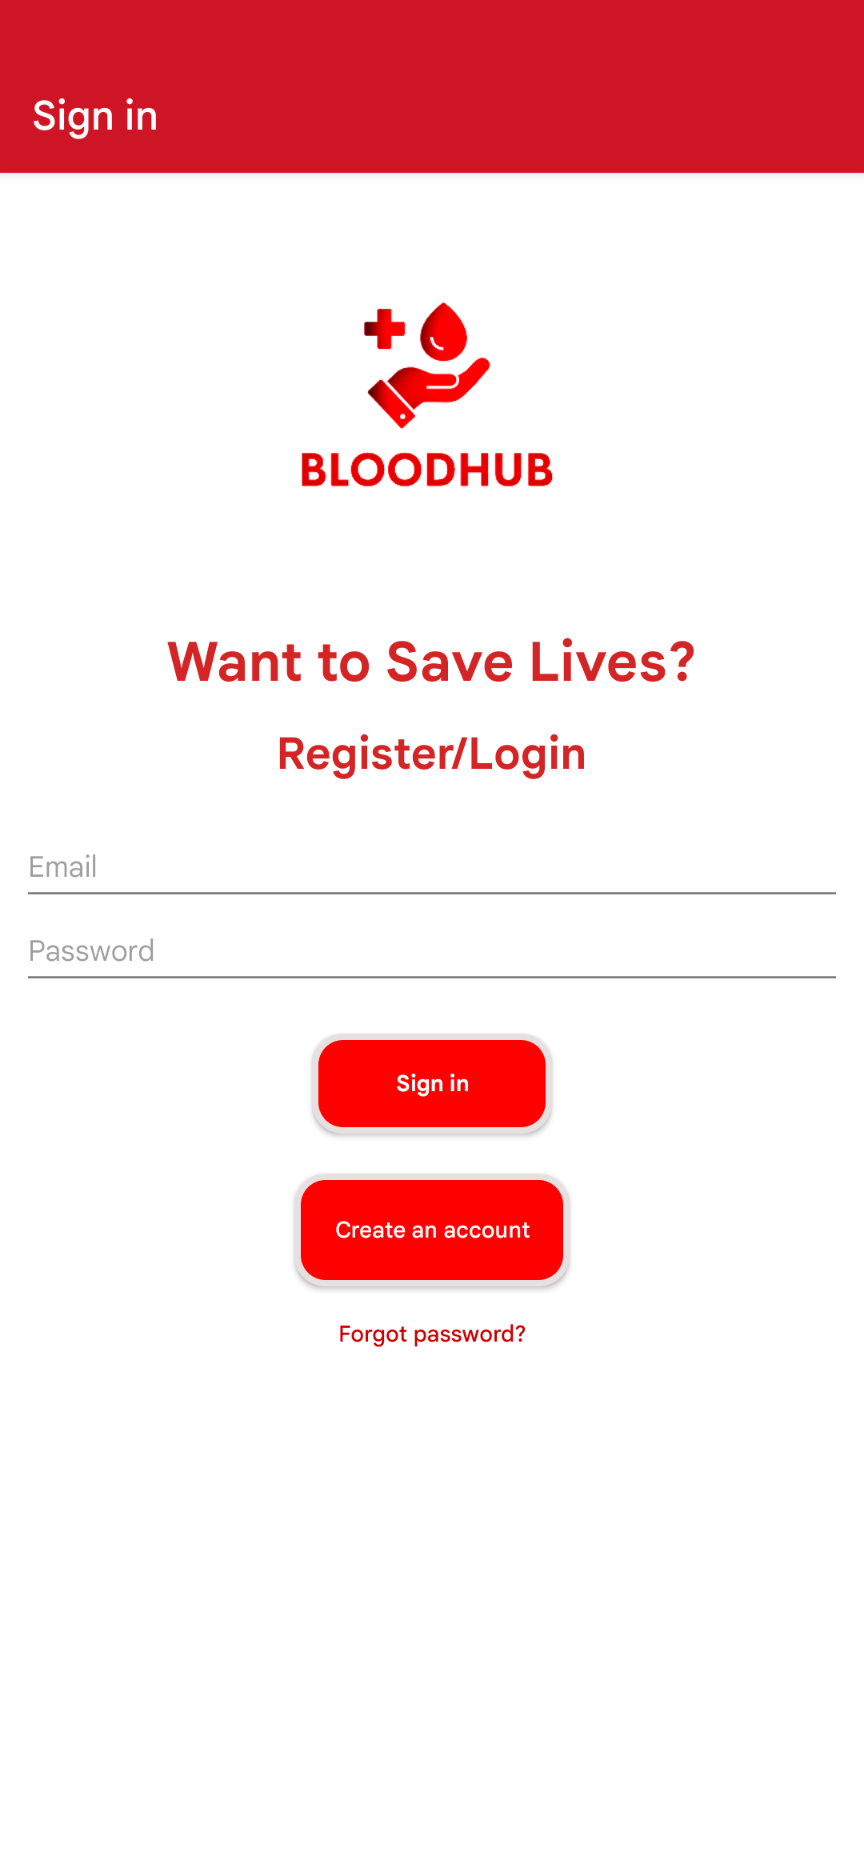 Sign in
BLOODHUB
Want to Save Lives?
Register/Login
Email
Password
Sign in
Create an account
Forgot password?